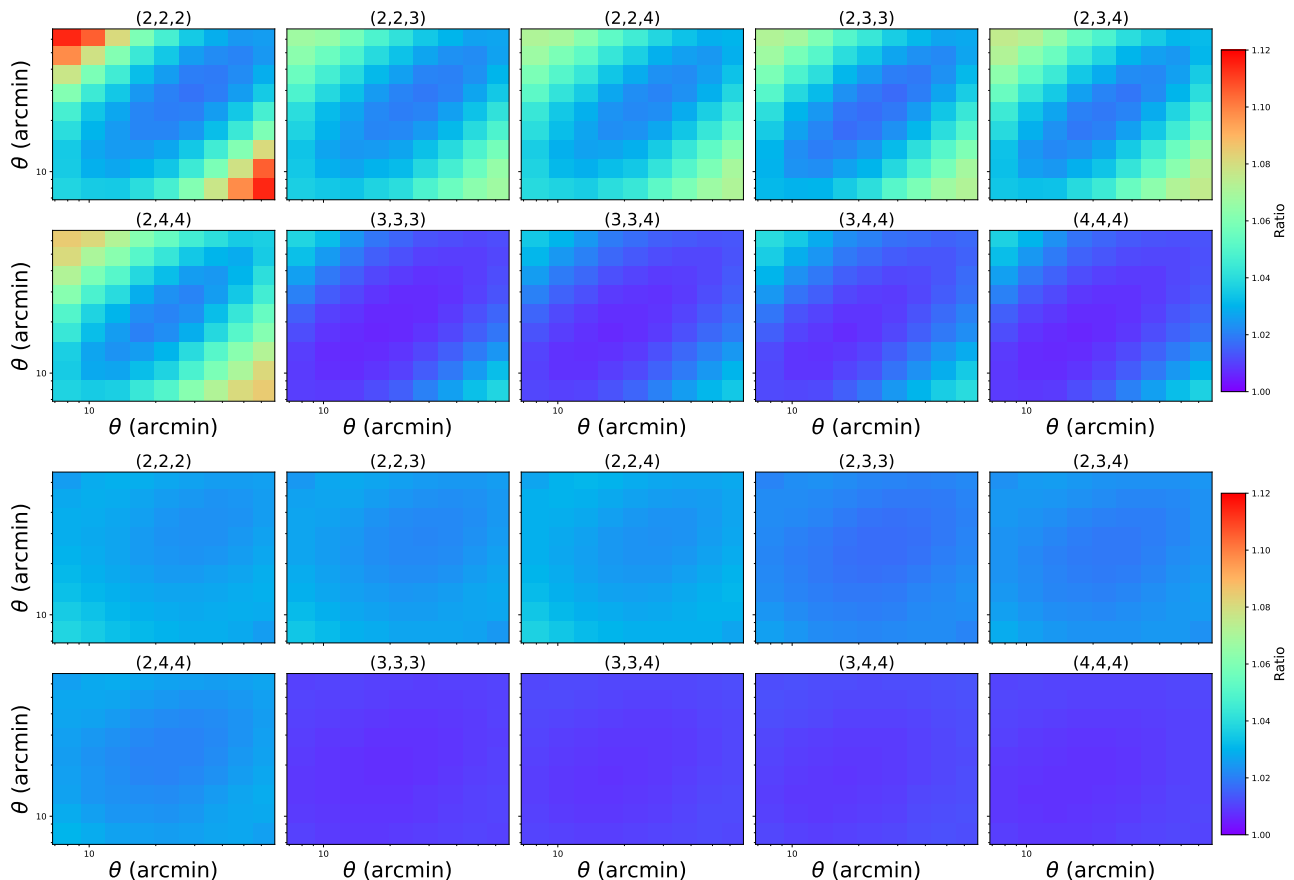 (2,2,2) (2,2,3) (2,2,4) (2,3,3) (2,3,4)
1.12
1.10
1.08
1.06
1.04
1.02
1.00
Ratio
θ (arcmin)
10
(2,4,4) (3,3,3) (3,3,4) (3,4,4) (4,4,4)
θ (arcmin)
10
10 10 10 10 10
θ (arcmin) θ (arcmin) θ (arcmin) θ (arcmin) θ (arcmin)
(2,2,2) (2,2,3) (2,2,4) (2,3,3) (2,3,4)
1.12
1.10
1.08
1.06
1.04
1.02
1.00
Ratio
θ (arcmin)
10
(2,4,4) (3,3,3) (3,3,4) (3,4,4) (4,4,4)
θ (arcmin)
10
10 10 10 10 10
θ (arcmin) θ (arcmin) θ (arcmin) θ (arcmin) θ (arcmin)